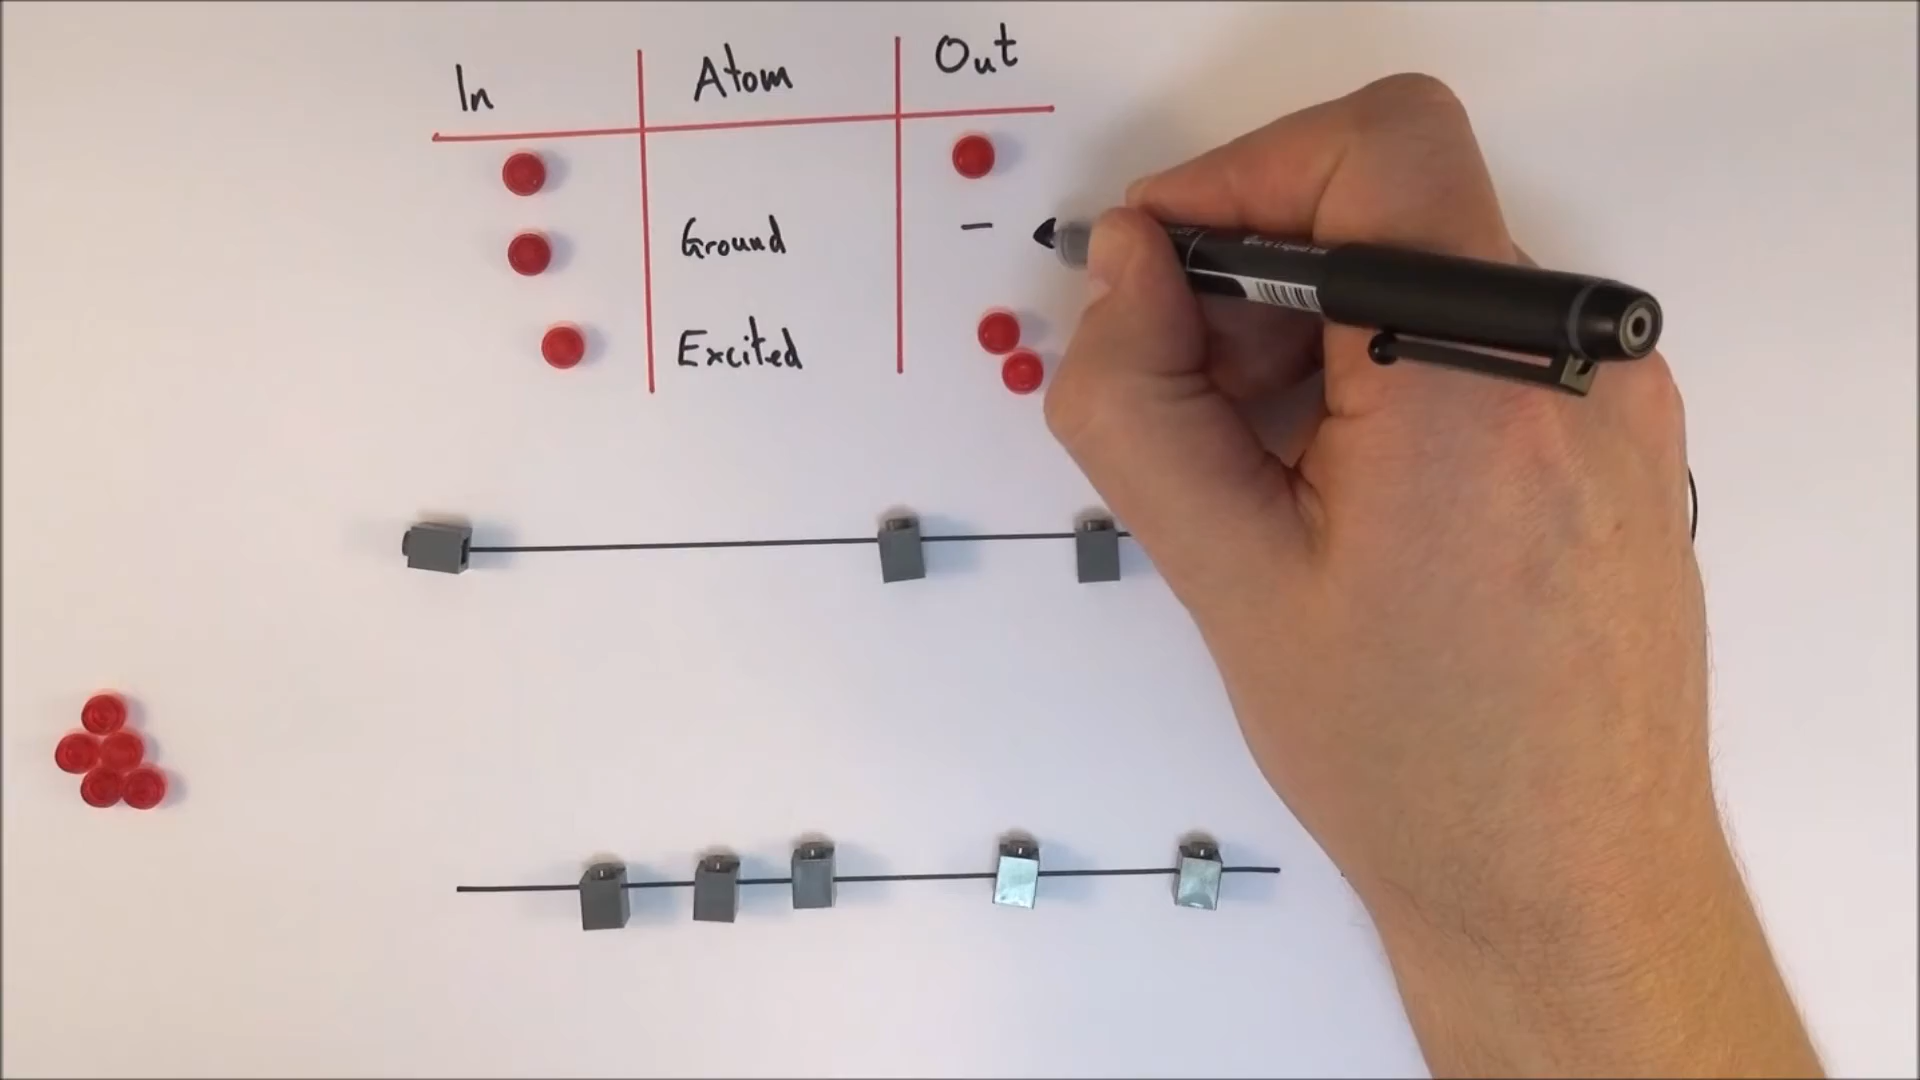 In Atom Out
Ground —
Excited